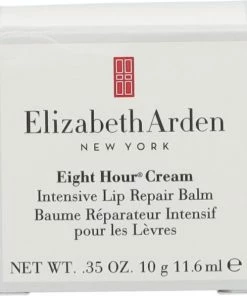 Elizabeth Arden
NEW YORK
Eight Hour® Cream
Intensive Lip Repair Balm
Baume Réparateur Intensif
pour les Lèvres
NET WT. .35 OZ. 10 g 11.6 ml ℮